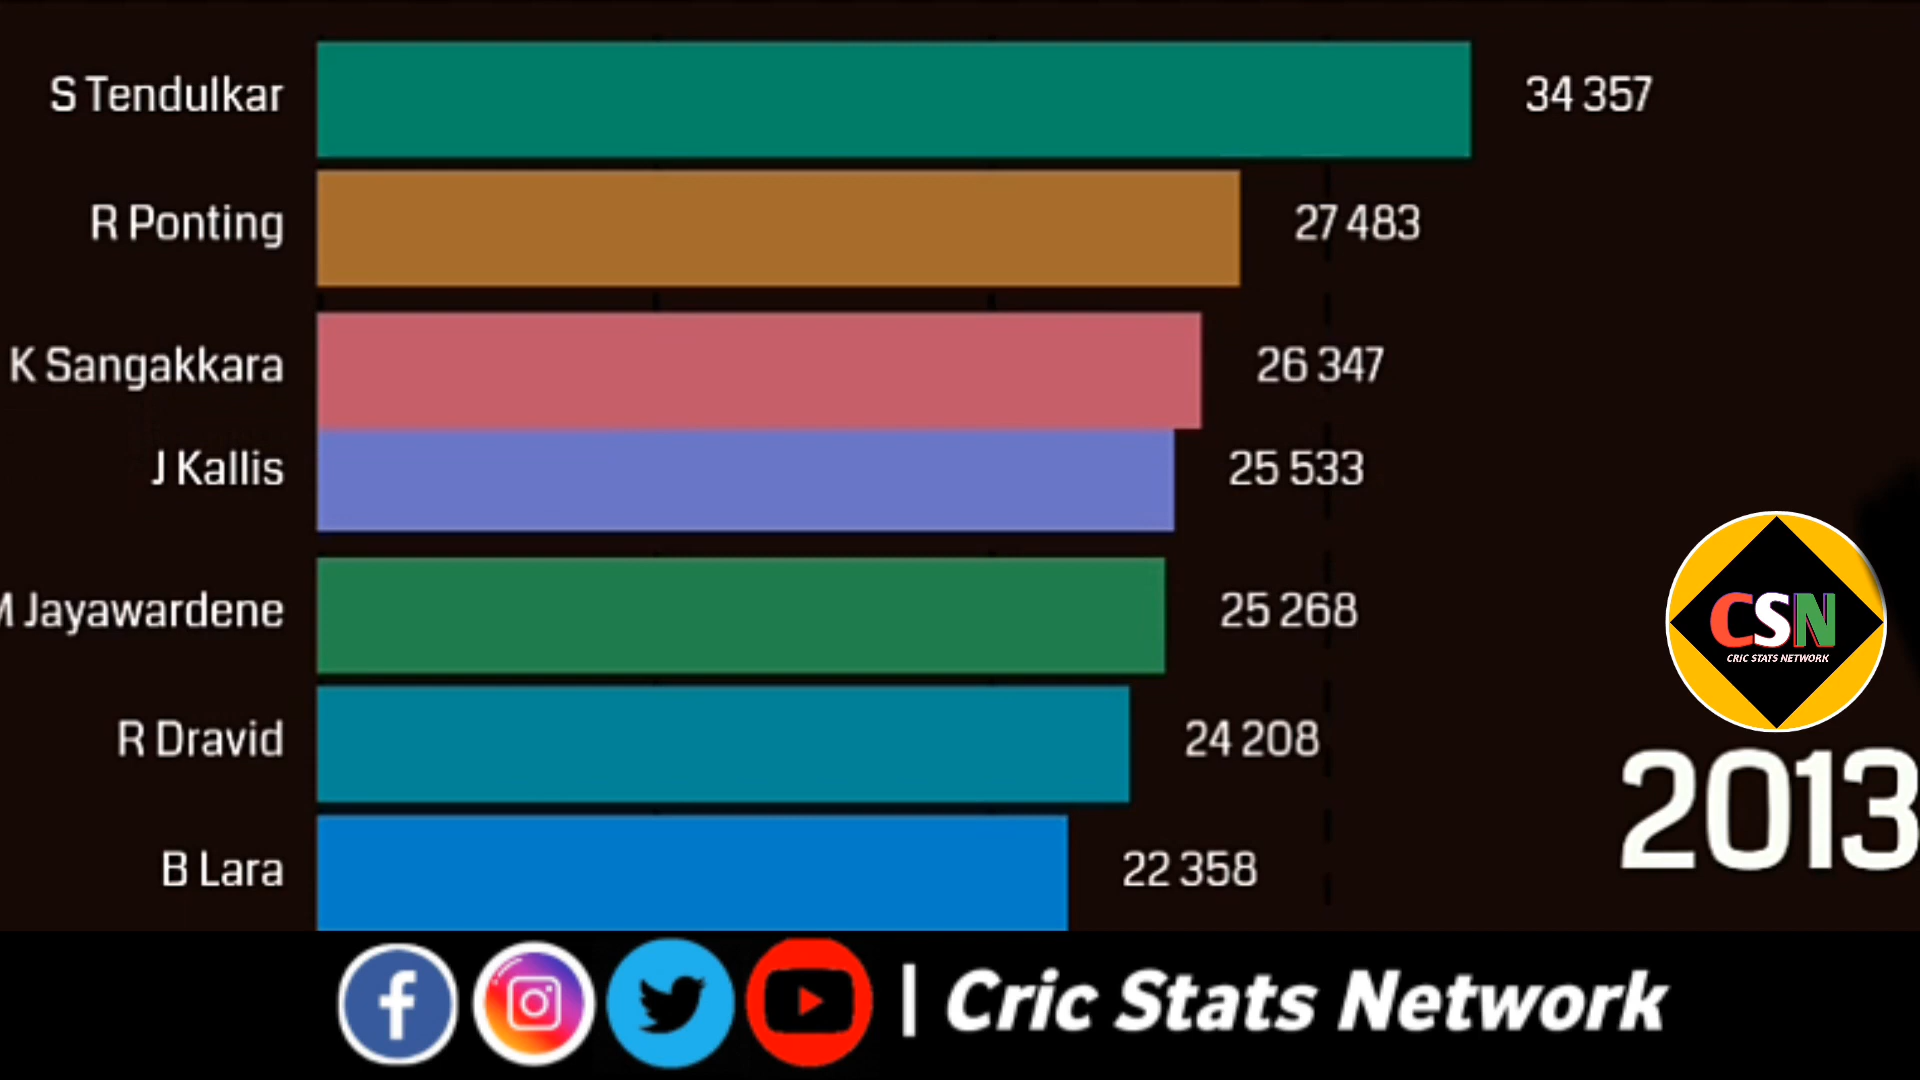 S Tendulkar 34 357
R Ponting 27 483
K Sangakkara 26 347
J Kallis 25 533
M Jayawardene 25 268
R Dravid 24 208
B Lara 22 358
CSN
CRIC STATS NETWORK
2013
| Cric Stats Network